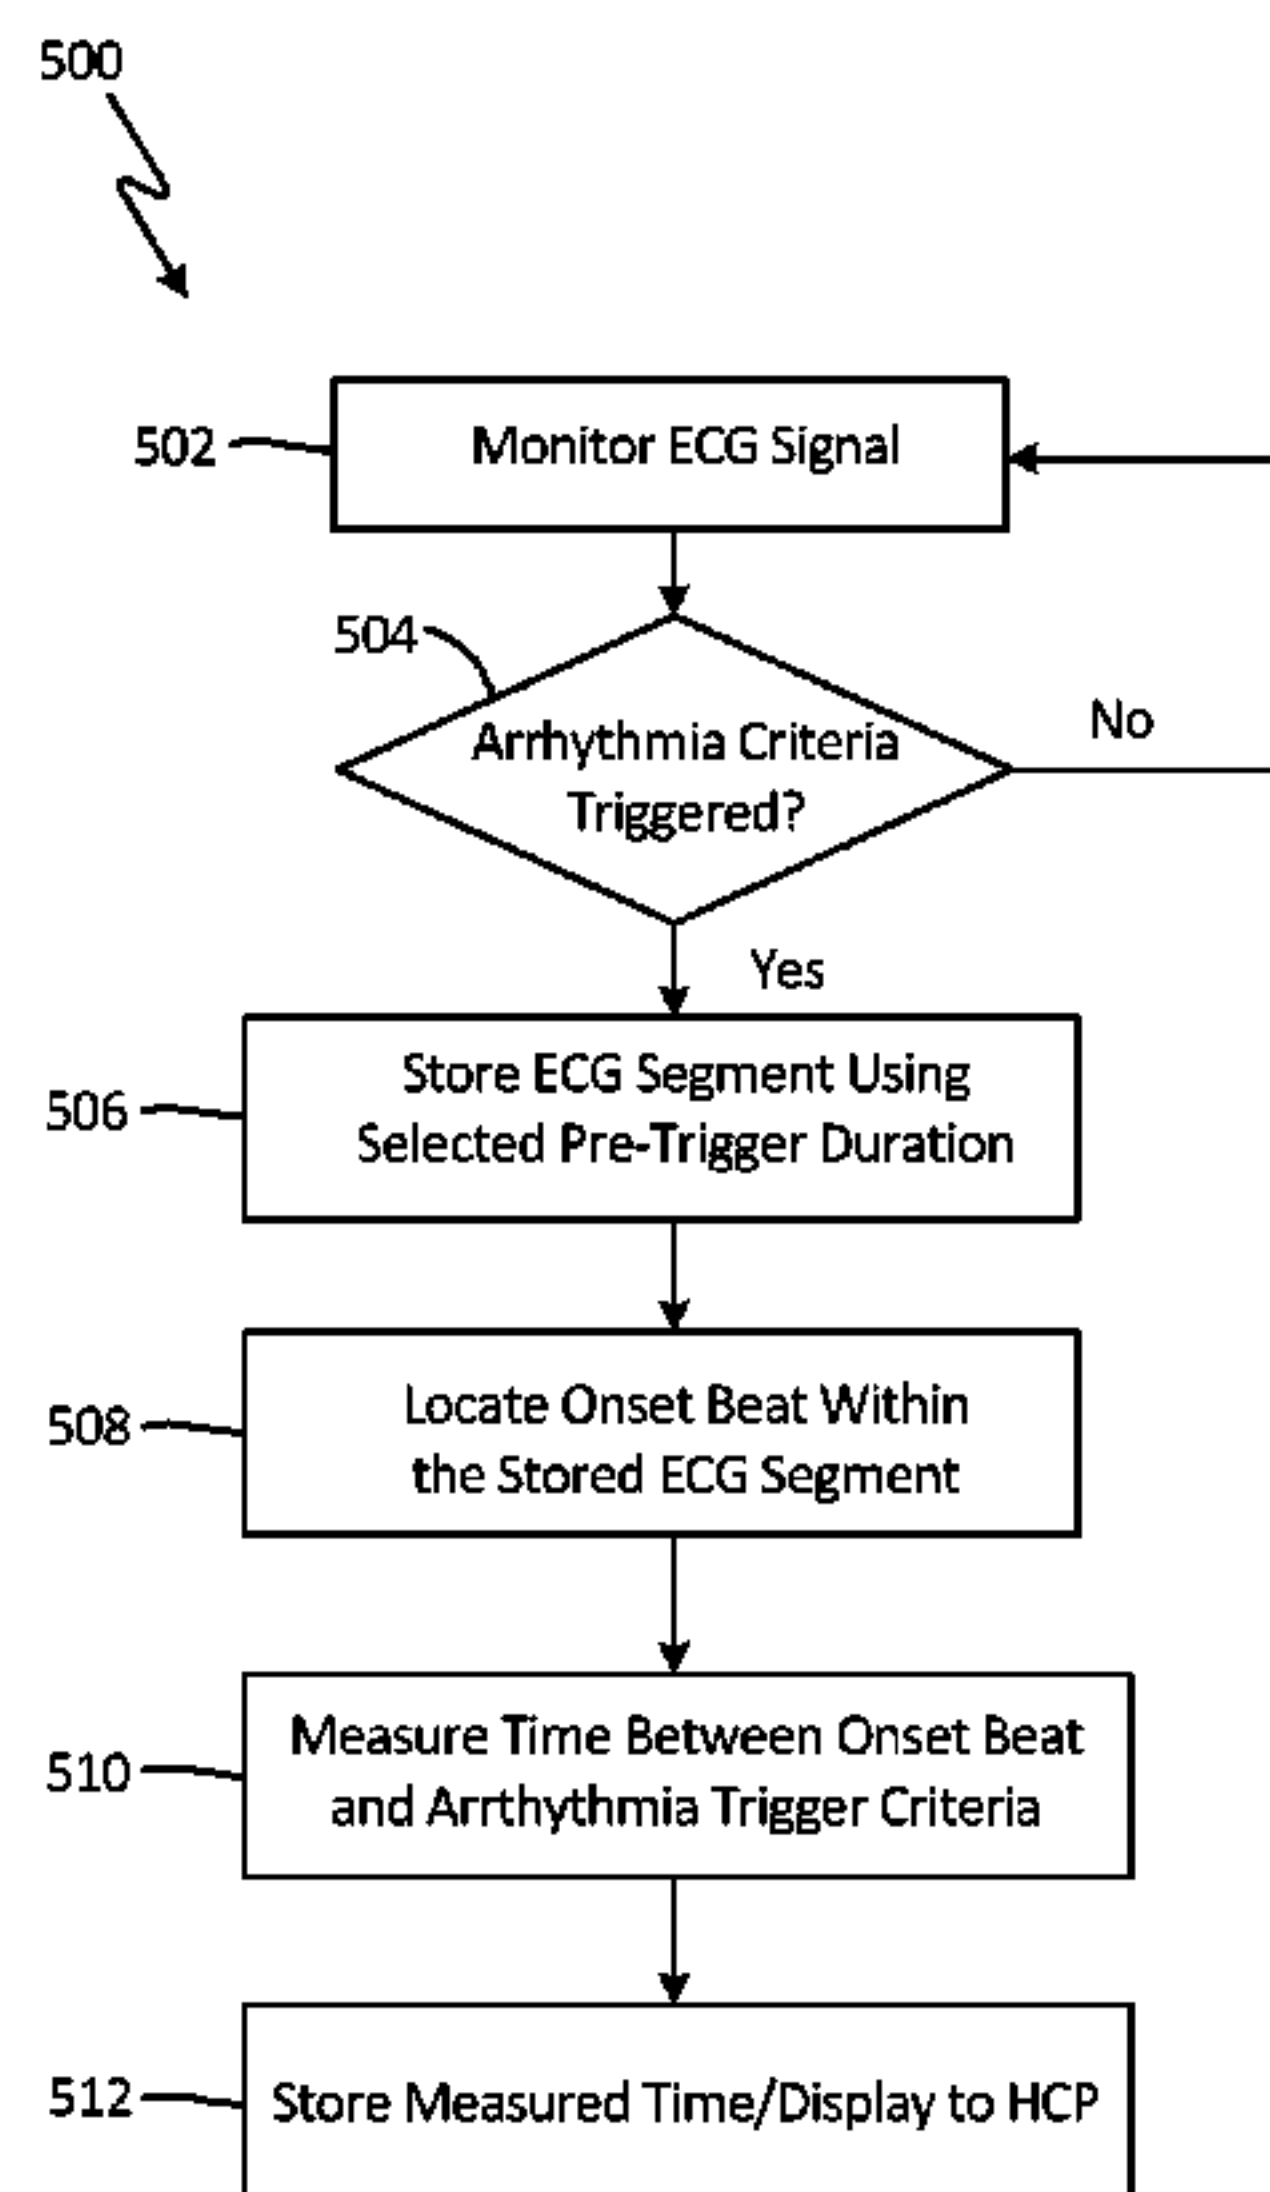 500
502
Monitor ECG Signal
504
Arrhythmia Criteria
Triggered?
No
Yes
506
Store ECG Segment Using
Selected Pre-Trigger Duration
508
Locate Onset Beat Within
the Stored ECG Segment
510
Measure Time Between Onset Beat
and Arrthythmia Trigger Criteria
512
Store Measured Time/Display to HCP